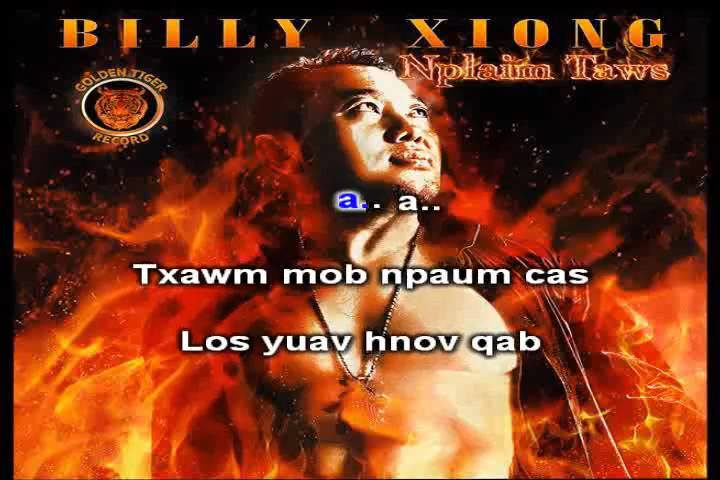 BILLY XIONG
Nplaim Taws
GOLDEN TIGER
RECORD
a.. a..
Txawm mob npaum cas
Los yuav hnov qab